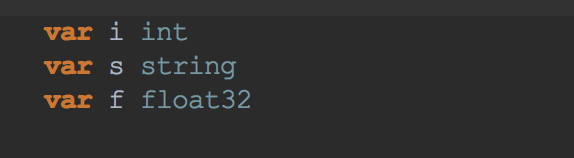 var i int
var s string
var f float32